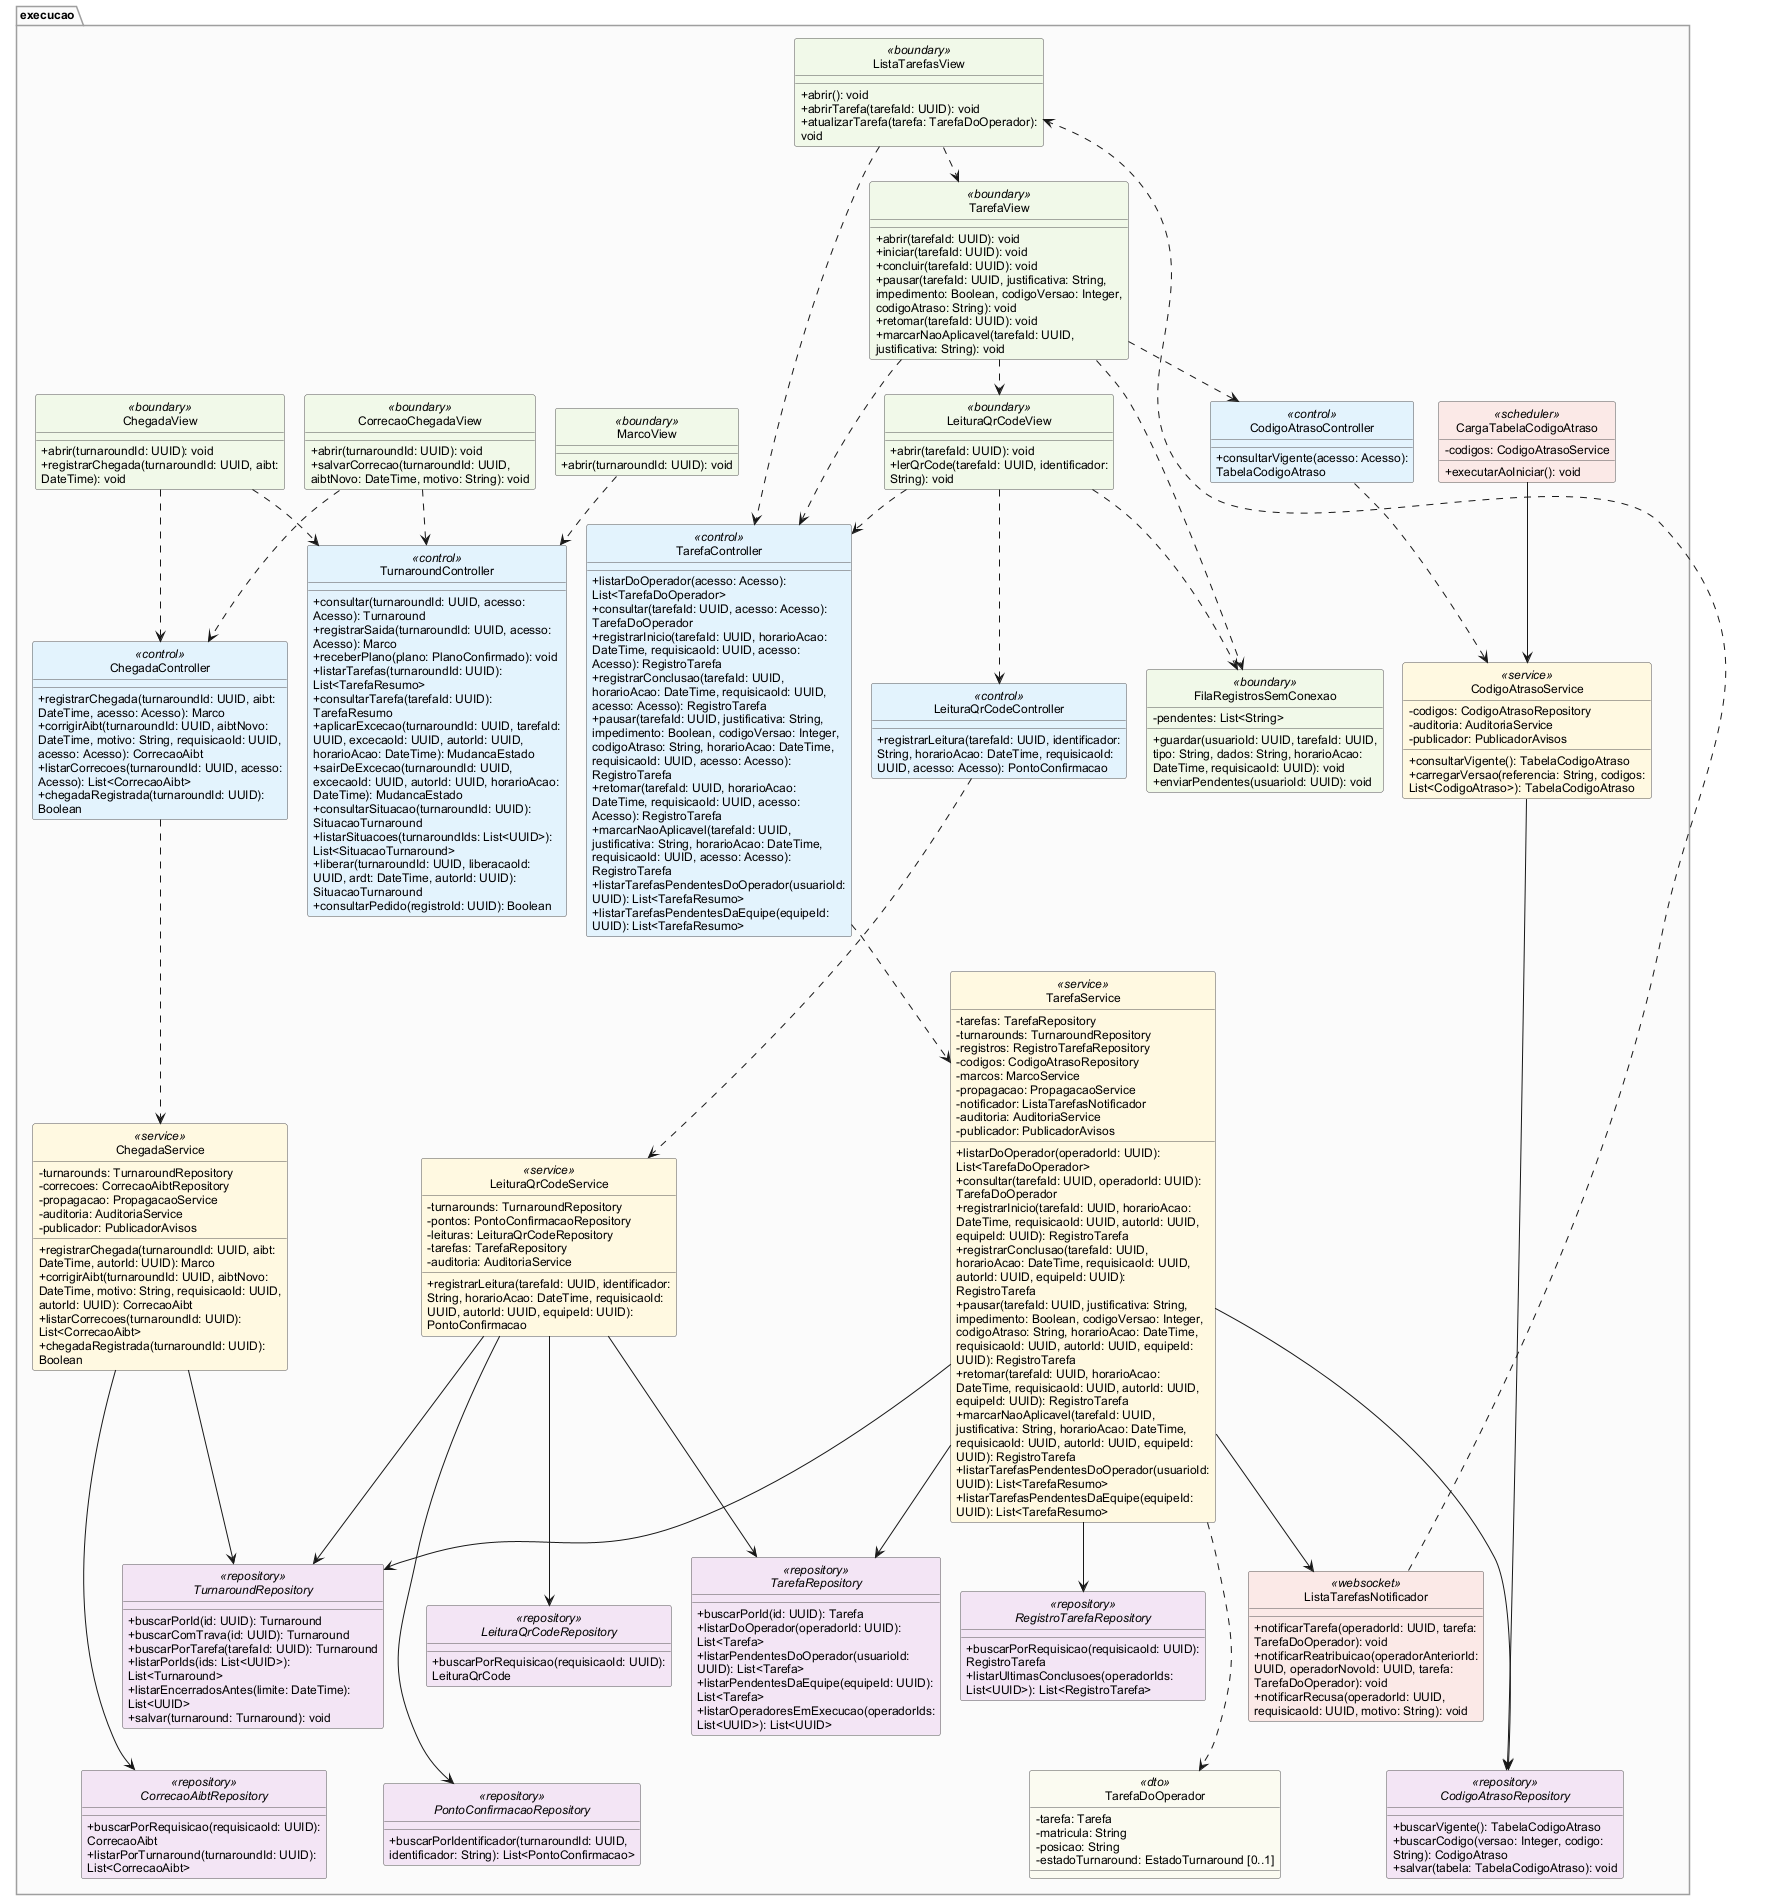 execucao
«boundary»
ListaTarefasView
+abrir(): void
+abrirTarefa(tarefaId: UUID): void
+atualizarTarefa(tarefa: TarefaDoOperador):
void
«boundary»
TarefaView
+abrir(tarefaId: UUID): void
+iniciar(tarefaId: UUID): void
+concluir(tarefaId: UUID): void
+pausar(tarefaId: UUID, justificativa: String,
impedimento: Boolean, codigoVersao: Integer,
codigoAtraso: String): void
+retomar(tarefaId: UUID): void
+marcarNaoAplicavel(tarefaId: UUID,
justificativa: String): void
«boundary»
ChegadaView
+abrir(turnaroundId: UUID): void
+registrarChegada(turnaroundId: UUID, aibt:
DateTime): void
«boundary»
CorrecaoChegadaView
+abrir(turnaroundId: UUID): void
+salvarCorrecao(turnaroundId: UUID,
aibtNovo: DateTime, motivo: String): void
«boundary»
MarcoView
+abrir(turnaroundId: UUID): void
«boundary»
LeituraQrCodeView
+abrir(tarefaId: UUID): void
+lerQrCode(tarefaId: UUID, identificador:
String): void
«control»
CodigoAtrasoController
+consultarVigente(acesso: Acesso):
TabelaCodigoAtraso
«scheduler»
CargaTabelaCodigoAtraso
-codigos: CodigoAtrasoService
+executarAoIniciar(): void
«control»
ChegadaController
+registrarChegada(turnaroundId: UUID, aibt:
DateTime, acesso: Acesso): Marco
+corrigirAibt(turnaroundId: UUID, aibtNovo:
DateTime, motivo: String, requisicaoId: UUID,
acesso: Acesso): CorrecaoAibt
+listarCorrecoes(turnaroundId: UUID, acesso:
Acesso): List<CorrecaoAibt>
+chegadaRegistrada(turnaroundId: UUID):
Boolean
«control»
TurnaroundController
+consultar(turnaroundId: UUID, acesso:
Acesso): Turnaround
+registrarSaida(turnaroundId: UUID, acesso:
Acesso): Marco
+receberPlano(plano: PlanoConfirmado): void
+listarTarefas(turnaroundId: UUID):
List<TarefaResumo>
+consultarTarefa(tarefaId: UUID):
TarefaResumo
+aplicarExcecao(turnaroundId: UUID, tarefaId:
UUID, excecaoId: UUID, autorId: UUID,
horarioAcao: DateTime): MudancaEstado
+sairDeExcecao(turnaroundId: UUID,
excecaoId: UUID, autorId: UUID, horarioAcao:
DateTime): MudancaEstado
+consultarSituacao(turnaroundId: UUID):
SituacaoTurnaround
+listarSituacoes(turnaroundIds: List<UUID>):
List<SituacaoTurnaround>
+liberar(turnaroundId: UUID, liberacaoId:
UUID, ardt: DateTime, autorId: UUID):
SituacaoTurnaround
+consultarPedido(registroId: UUID): Boolean
«control»
TarefaController
+listarDoOperador(acesso: Acesso):
List<TarefaDoOperador>
+consultar(tarefaId: UUID, acesso: Acesso):
TarefaDoOperador
+registrarInicio(tarefaId: UUID, horarioAcao:
DateTime, requisicaoId: UUID, acesso:
Acesso): RegistroTarefa
+registrarConclusao(tarefaId: UUID,
horarioAcao: DateTime, requisicaoId: UUID,
acesso: Acesso): RegistroTarefa
+pausar(tarefaId: UUID, justificativa: String,
impedimento: Boolean, codigoVersao: Integer,
codigoAtraso: String, horarioAcao: DateTime,
requisicaoId: UUID, acesso: Acesso):
RegistroTarefa
+retomar(tarefaId: UUID, horarioAcao:
DateTime, requisicaoId: UUID, acesso:
Acesso): RegistroTarefa
+marcarNaoAplicavel(tarefaId: UUID,
justificativa: String, horarioAcao: DateTime,
requisicaoId: UUID, acesso: Acesso):
RegistroTarefa
+listarTarefasPendentesDoOperador(usuarioId:
UUID): List<TarefaResumo>
+listarTarefasPendentesDaEquipe(equipeId:
UUID): List<TarefaResumo>
«control»
LeituraQrCodeController
+registrarLeitura(tarefaId: UUID, identificador:
String, horarioAcao: DateTime, requisicaoId:
UUID, acesso: Acesso): PontoConfirmacao
«boundary»
FilaRegistrosSemConexao
-pendentes: List<String>
+guardar(usuarioId: UUID, tarefaId: UUID,
tipo: String, dados: String, horarioAcao:
DateTime, requisicaoId: UUID): void
+enviarPendentes(usuarioId: UUID): void
«service»
CodigoAtrasoService
-codigos: CodigoAtrasoRepository
-auditoria: AuditoriaService
-publicador: PublicadorAvisos
+consultarVigente(): TabelaCodigoAtraso
+carregarVersao(referencia: String, codigos:
List<CodigoAtraso>): TabelaCodigoAtraso
«service»
TarefaService
-tarefas: TarefaRepository
-turnarounds: TurnaroundRepository
-registros: RegistroTarefaRepository
-codigos: CodigoAtrasoRepository
-marcos: MarcoService
-propagacao: PropagacaoService
-notificador: ListaTarefasNotificador
-auditoria: AuditoriaService
-publicador: PublicadorAvisos
+listarDoOperador(operadorId: UUID):
List<TarefaDoOperador>
+consultar(tarefaId: UUID, operadorId: UUID):
TarefaDoOperador
+registrarInicio(tarefaId: UUID, horarioAcao:
DateTime, requisicaoId: UUID, autorId: UUID,
equipeId: UUID): RegistroTarefa
+registrarConclusao(tarefaId: UUID,
horarioAcao: DateTime, requisicaoId: UUID,
autorId: UUID, equipeId: UUID):
RegistroTarefa
+pausar(tarefaId: UUID, justificativa: String,
impedimento: Boolean, codigoVersao: Integer,
codigoAtraso: String, horarioAcao: DateTime,
requisicaoId: UUID, autorId: UUID, equipeId:
UUID): RegistroTarefa
+retomar(tarefaId: UUID, horarioAcao:
DateTime, requisicaoId: UUID, autorId: UUID,
equipeId: UUID): RegistroTarefa
+marcarNaoAplicavel(tarefaId: UUID,
justificativa: String, horarioAcao: DateTime,
requisicaoId: UUID, autorId: UUID, equipeId:
UUID): RegistroTarefa
+listarTarefasPendentesDoOperador(usuarioId:
UUID): List<TarefaResumo>
+listarTarefasPendentesDaEquipe(equipeId:
UUID): List<TarefaResumo>
«service»
ChegadaService
-turnarounds: TurnaroundRepository
-correcoes: CorrecaoAibtRepository
-propagacao: PropagacaoService
-auditoria: AuditoriaService
-publicador: PublicadorAvisos
+registrarChegada(turnaroundId: UUID, aibt:
DateTime, autorId: UUID): Marco
+corrigirAibt(turnaroundId: UUID, aibtNovo:
DateTime, motivo: String, requisicaoId: UUID,
autorId: UUID): CorrecaoAibt
+listarCorrecoes(turnaroundId: UUID):
List<CorrecaoAibt>
+chegadaRegistrada(turnaroundId: UUID):
Boolean
«service»
LeituraQrCodeService
-turnarounds: TurnaroundRepository
-pontos: PontoConfirmacaoRepository
-leituras: LeituraQrCodeRepository
-tarefas: TarefaRepository
-auditoria: AuditoriaService
+registrarLeitura(tarefaId: UUID, identificador:
String, horarioAcao: DateTime, requisicaoId:
UUID, autorId: UUID, equipeId: UUID):
PontoConfirmacao
«repository»
TurnaroundRepository
+buscarPorId(id: UUID): Turnaround
+buscarComTrava(id: UUID): Turnaround
+buscarPorTarefa(tarefaId: UUID): Turnaround
+listarPorIds(ids: List<UUID>):
List<Turnaround>
+listarEncerradosAntes(limite: DateTime):
List<UUID>
+salvar(turnaround: Turnaround): void
«repository»
LeituraQrCodeRepository
+buscarPorRequisicao(requisicaoId: UUID):
LeituraQrCode
«repository»
TarefaRepository
+buscarPorId(id: UUID): Tarefa
+listarDoOperador(operadorId: UUID):
List<Tarefa>
+listarPendentesDoOperador(usuarioId:
UUID): List<Tarefa>
+listarPendentesDaEquipe(equipeId: UUID):
List<Tarefa>
+listarOperadoresEmExecucao(operadorIds:
List<UUID>): List<UUID>
«repository»
RegistroTarefaRepository
+buscarPorRequisicao(requisicaoId: UUID):
RegistroTarefa
+listarUltimasConclusoes(operadorIds:
List<UUID>): List<RegistroTarefa>
«websocket»
ListaTarefasNotificador
+notificarTarefa(operadorId: UUID, tarefa:
TarefaDoOperador): void
+notificarReatribuicao(operadorAnteriorId:
UUID, operadorNovoId: UUID, tarefa:
TarefaDoOperador): void
+notificarRecusa(operadorId: UUID,
requisicaoId: UUID, motivo: String): void
«repository»
CorrecaoAibtRepository
+buscarPorRequisicao(requisicaoId: UUID):
CorrecaoAibt
+listarPorTurnaround(turnaroundId: UUID):
List<CorrecaoAibt>
«repository»
PontoConfirmacaoRepository
+buscarPorIdentificador(turnaroundId: UUID,
identificador: String): List<PontoConfirmacao>
«dto»
TarefaDoOperador
-tarefa: Tarefa
-matricula: String
-posicao: String
-estadoTurnaround: EstadoTurnaround [0..1]
«repository»
CodigoAtrasoRepository
+buscarVigente(): TabelaCodigoAtraso
+buscarCodigo(versao: Integer, codigo:
String): CodigoAtraso
+salvar(tabela: TabelaCodigoAtraso): void